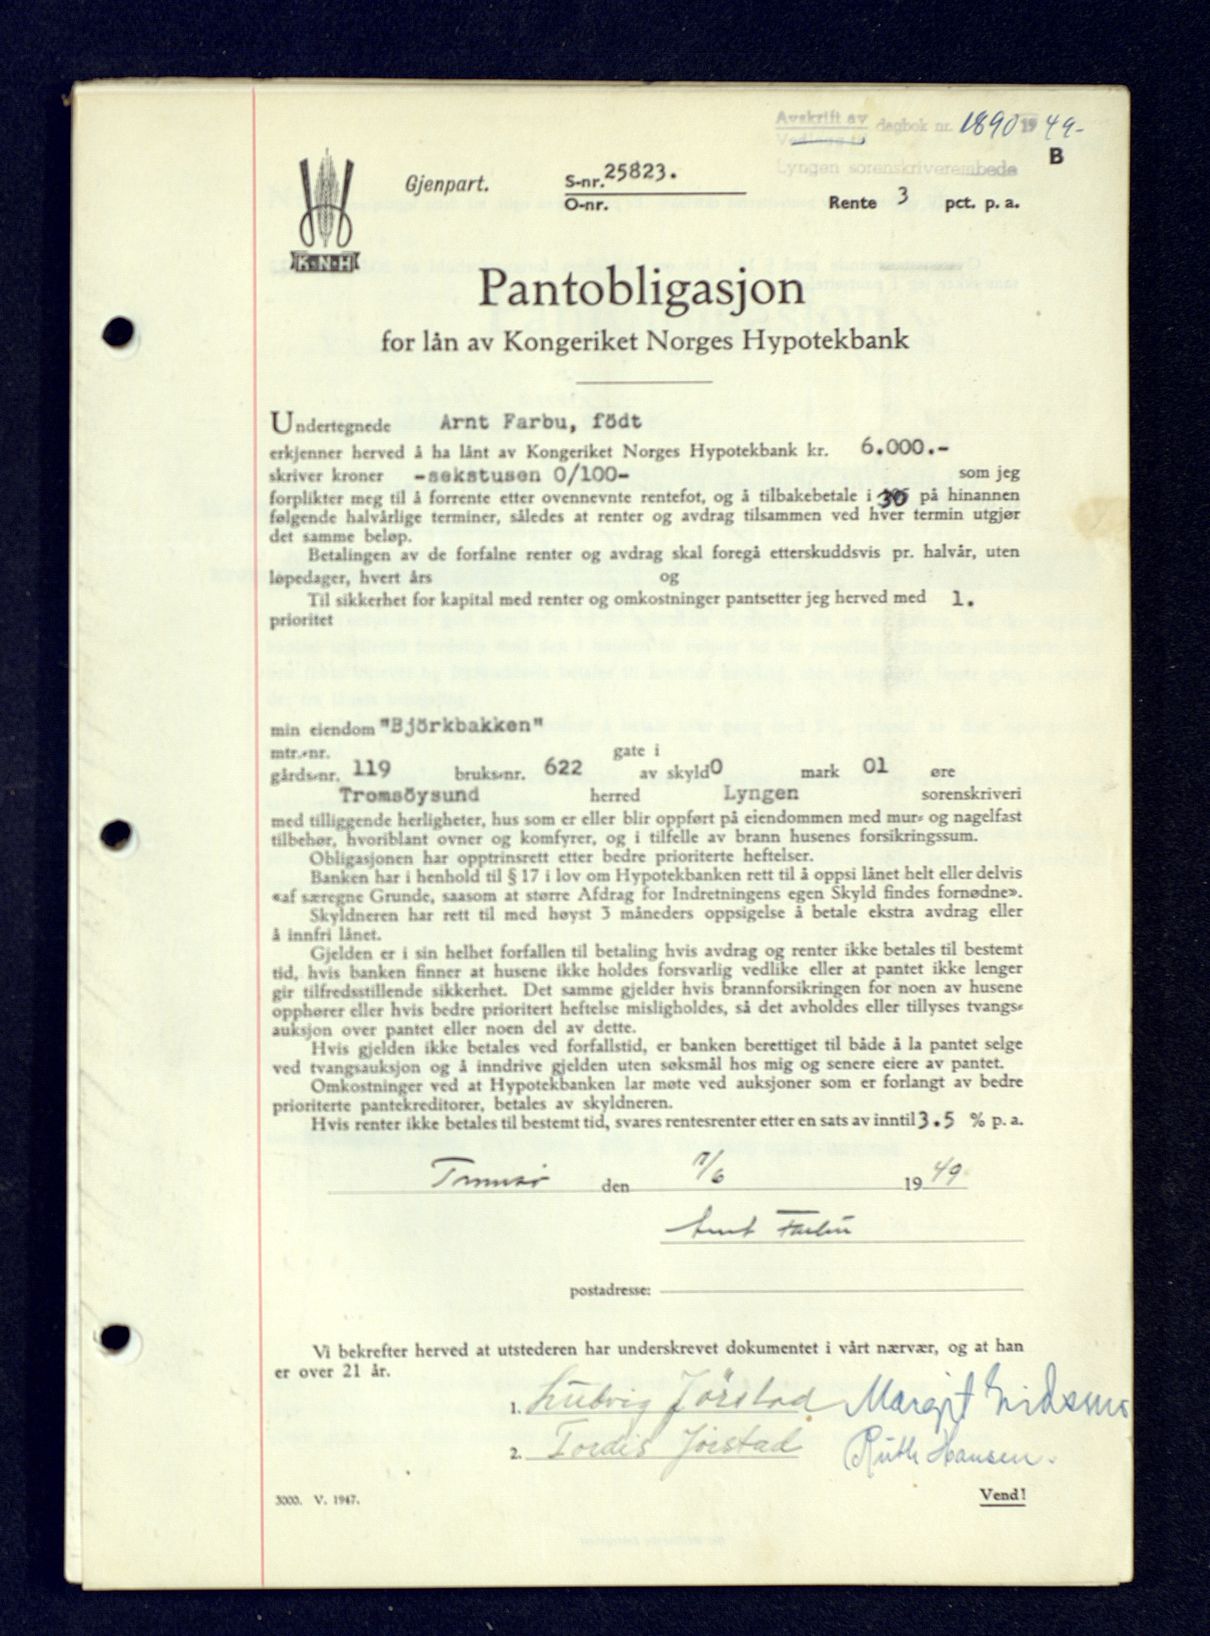 Avskrift av dagbok nr. 1890 1949-
Lyngen sorenskriverembede
B
Gjenpart.
S-nr. 25823.
O-nr.
Rente 3 pct. p. a.
K·N·H
Pantobligasjon
for lån av Kongeriket Norges Hypotekbank
Undertegnede Arnt Farbu, födt
erkjenner herved å ha lånt av Kongeriket Norges Hypotekbank kr. 6.000.-
skriver kroner -sekstusen 0/100- som jeg
forplikter meg til å forrente etter ovennevnte rentefot, og å tilbakebetale i på hinannen
følgende halvårlige terminer, således at renter og avdrag tilsammen ved hver termin utgjør
det samme beløp.
Betalingen av de forfalne renter og avdrag skal foregå etterskuddsvis pr. halvår, uten
løpedager, hvert års og
Til sikkerhet for kapital med renter og omkostninger pantsetter jeg herved med 1.
prioritet
min eiendom "Björkbakken"
mtr.-nr. gate i
gårds-nr. 119 bruks-nr. 622 av skyld 0 mark 01 øre
Tromsöysund herred Lyngen sorenskriveri
med tilliggende herligheter, hus som er eller blir oppført på eiendommen med mur- og nagelfast
tilbehør, hvoriblant ovner og komfyrer, og i tilfelle av brann husenes forsikringssum.
Obligasjonen har opptrinsrett etter bedre prioriterte heftelser.
Banken har i henhold til § 17 i lov om Hypotekbanken rett til å oppsi lånet helt eller delvis
«af særegne Grunde, saasom at større Afdrag for Indretningens egen Skyld findes fornødne».
Skyldneren har rett til med høyst 3 måneders oppsigelse å betale ekstra avdrag eller
å innfri lånet.
Gjelden er i sin helhet forfallen til betaling hvis avdrag og renter ikke betales til bestemt
tid, hvis banken finner at husene ikke holdes forsvarlig vedlike eller at pantet ikke lenger
gir tilfredsstillende sikkerhet. Det samme gjelder hvis brannforsikringen for noen av husene
opphører eller hvis bedre prioritert heftelse misligholdes, så det avholdes eller tillyses tvangs-
auksjon over pantet eller noen del av dette.
Hvis gjelden ikke betales ved forfallstid, er banken berettiget til både å la pantet selge
ved tvangsauksjon og å inndrive gjelden uten søksmål hos mig og senere eiere av pantet.
Omkostninger ved at Hypotekbanken lar møte ved auksjoner som er forlangt av bedre
prioriterte pantekreditorer, betales av skyldneren.
Hvis renter ikke betales til bestemt tid, svares rentesrenter etter en sats av inntil 3.5 % p. a.
Tromsø den 7/6 1949
Arnt Farbu
postadresse:
Vi bekrefter herved at utstederen har underskrevet dokumentet i vårt nærvær, og at han
er over 21 år.
1. Ludvig Jörstad Margit
2. Tordis Jörstad Ruth Hansen.
3000. V. 1947.
Vend!